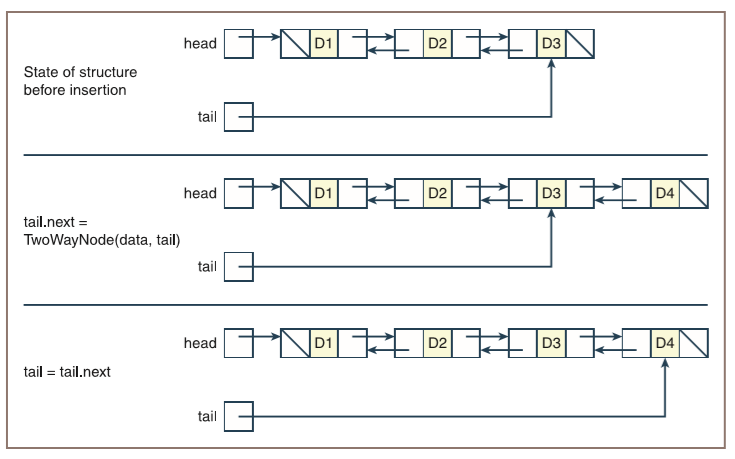 head D1 D2 D3
State of structure
before insertion
tail
head D1 D2 D3 D4
tail.next =
TwoWayNode(data, tail)
tail
head D1 D2 D3 D4
tail = tail.next
tail